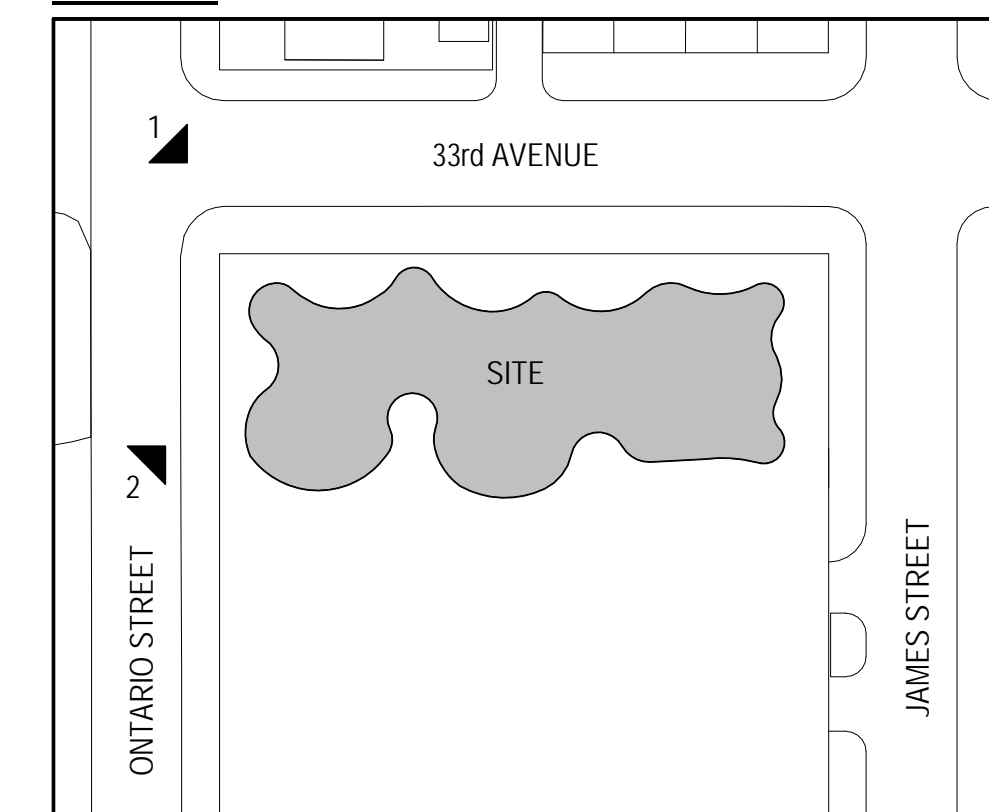 1
33rd AVENUE
SITE
2
ONTARIO STREET
JAMES STREET